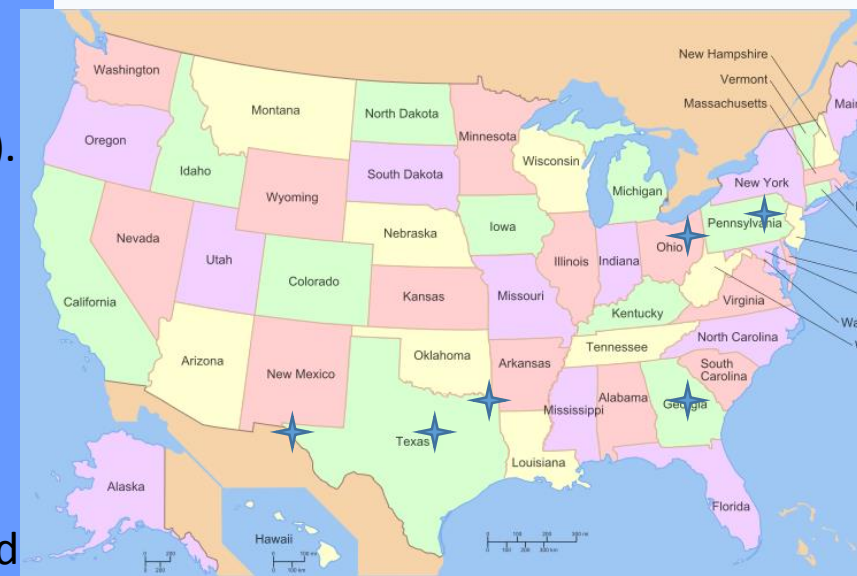 New Hampshire
Vermont
Massachusetts
Mai
Washington
Montana
North Dakota
Minnesota
Oregon
).
Idaho
Wisconsin
South Dakota
Michigan
New York
Wyoming
Pennsylvania
Iowa
Nebraska
Nevada
Ohio
Utah
Illinois
Indiana
Colorado
California
Kansas
Missouri
Virginia
Kentucky
Wa
North Carolina
Tennessee
Oklahoma
Arizona
New Mexico
Arkansas
South
Carolina
Alabama
Georgia
Mississippi
Texas
Louisiana
Alaska
Florida
Hawaii
d